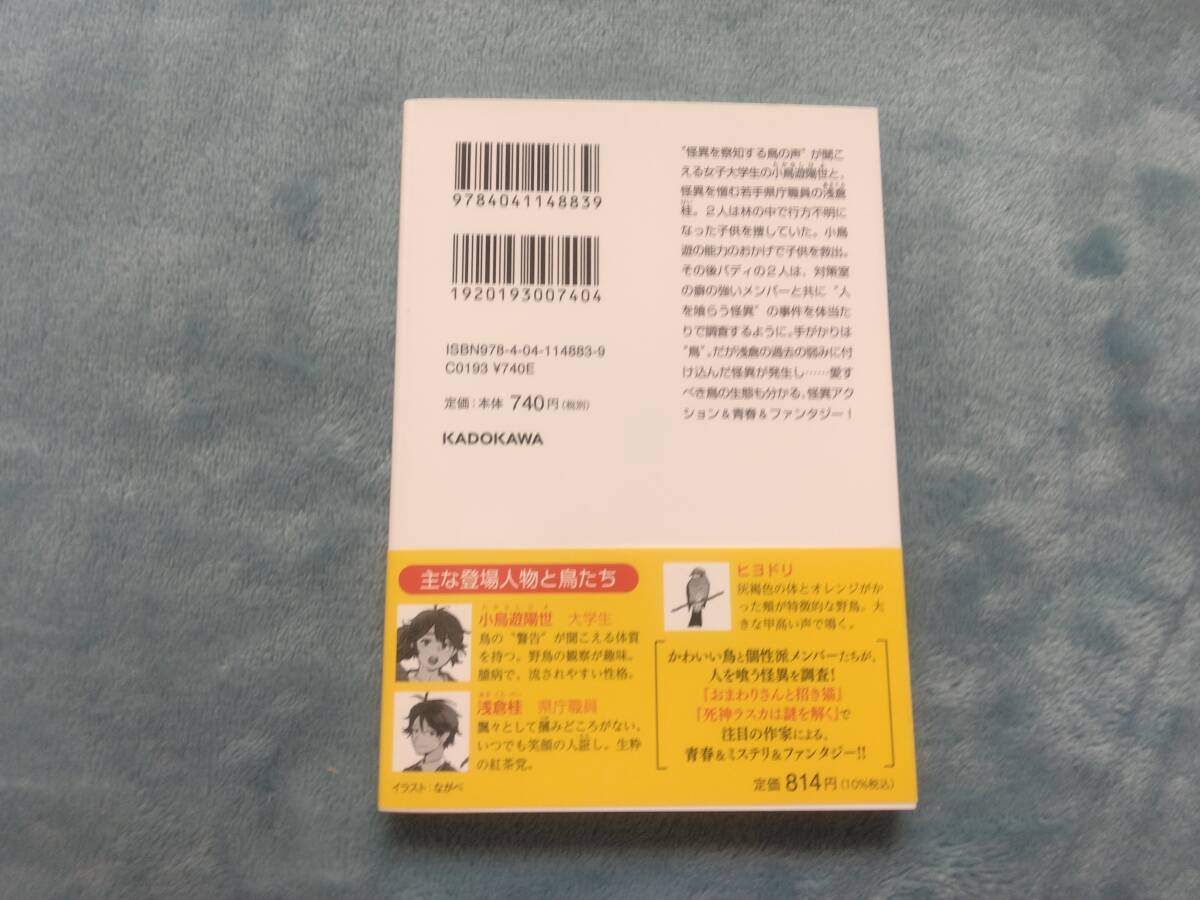 9784041148839
1920193007404
ISBN978-4-04-114883-9
C0193 ¥740E
定価：本体 740円（税別）
KADOKAWA
“怪異を察知する鳥の声”が聞こ
える女子大学生の小鳥遊陽世と、
怪異を憎む若手県庁職員の浅倉
桂。２人は林の中で行方不明に
なった子供を捜していた。小鳥
遊の能力のおかげで子供を救出。
その後バディの２人は、対策室
の癖の強いメンバーと共に“人
を喰らう怪異”の事件を体当た
りで調査するように。手がかりは
“鳥”。だが浅倉の過去の弱みに付
け込んだ怪異が発生し……愛す
べき鳥の生態も分かる、怪異アク
ション＆青春＆ファンタジー！
主な登場人物と鳥たち
小鳥遊陽世　大学生
鳥の“警告”が聞こえる体質
を持つ。野鳥の観察が趣味。
臆病で、流されやすい性格。
浅倉桂　県庁職員
飄々として摑みどころがない、
いつでも笑顔の人誑し。生粋
の紅茶党。
イラスト：ながべ
ヒヨドリ
灰褐色の体とオレンジがか
った頰が特徴的な野鳥。大
きな甲高い声で鳴く。
かわいい鳥と個性派メンバーたちが、
人を喰う怪異を調査！
『おまわりさんと招き猫』
『死神ラスカは謎を解く』で
注目の作家による、
青春＆ミステリ＆ファンタジー!!
定価 814円（10%税込）